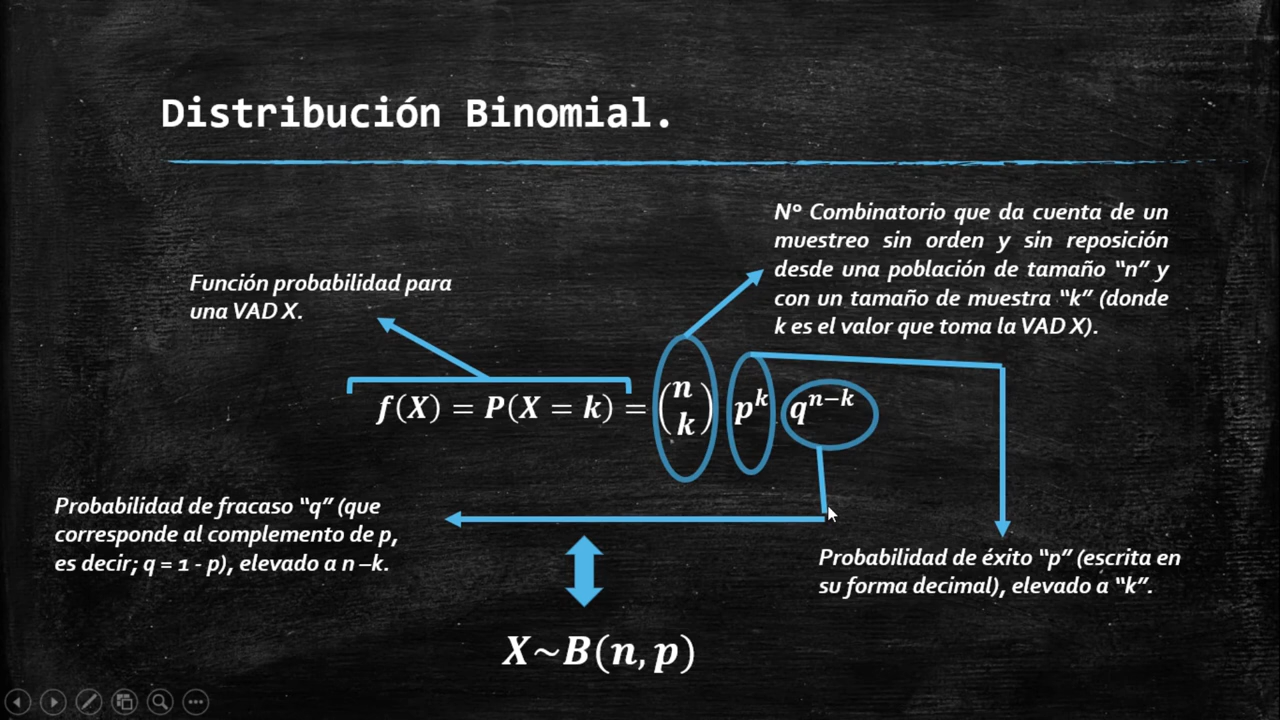 Distribución Binomial.
Nº Combinatorio que da cuenta de un
muestreo sin orden y sin reposición
desde una población de tamaño “n” y
con un tamaño de muestra “k” (donde
k es el valor que toma la VAD X).
Función probabilidad para
una VAD X.
f(X) = P(X = k) = (n k) p^k q^{n−k}
Probabilidad de fracaso “q” (que
corresponde al complemento de p,
es decir; q = 1 - p), elevado a n –k.
Probabilidad de éxito “p” (escrita en
su forma decimal), elevado a “k”.
X~B(n, p)